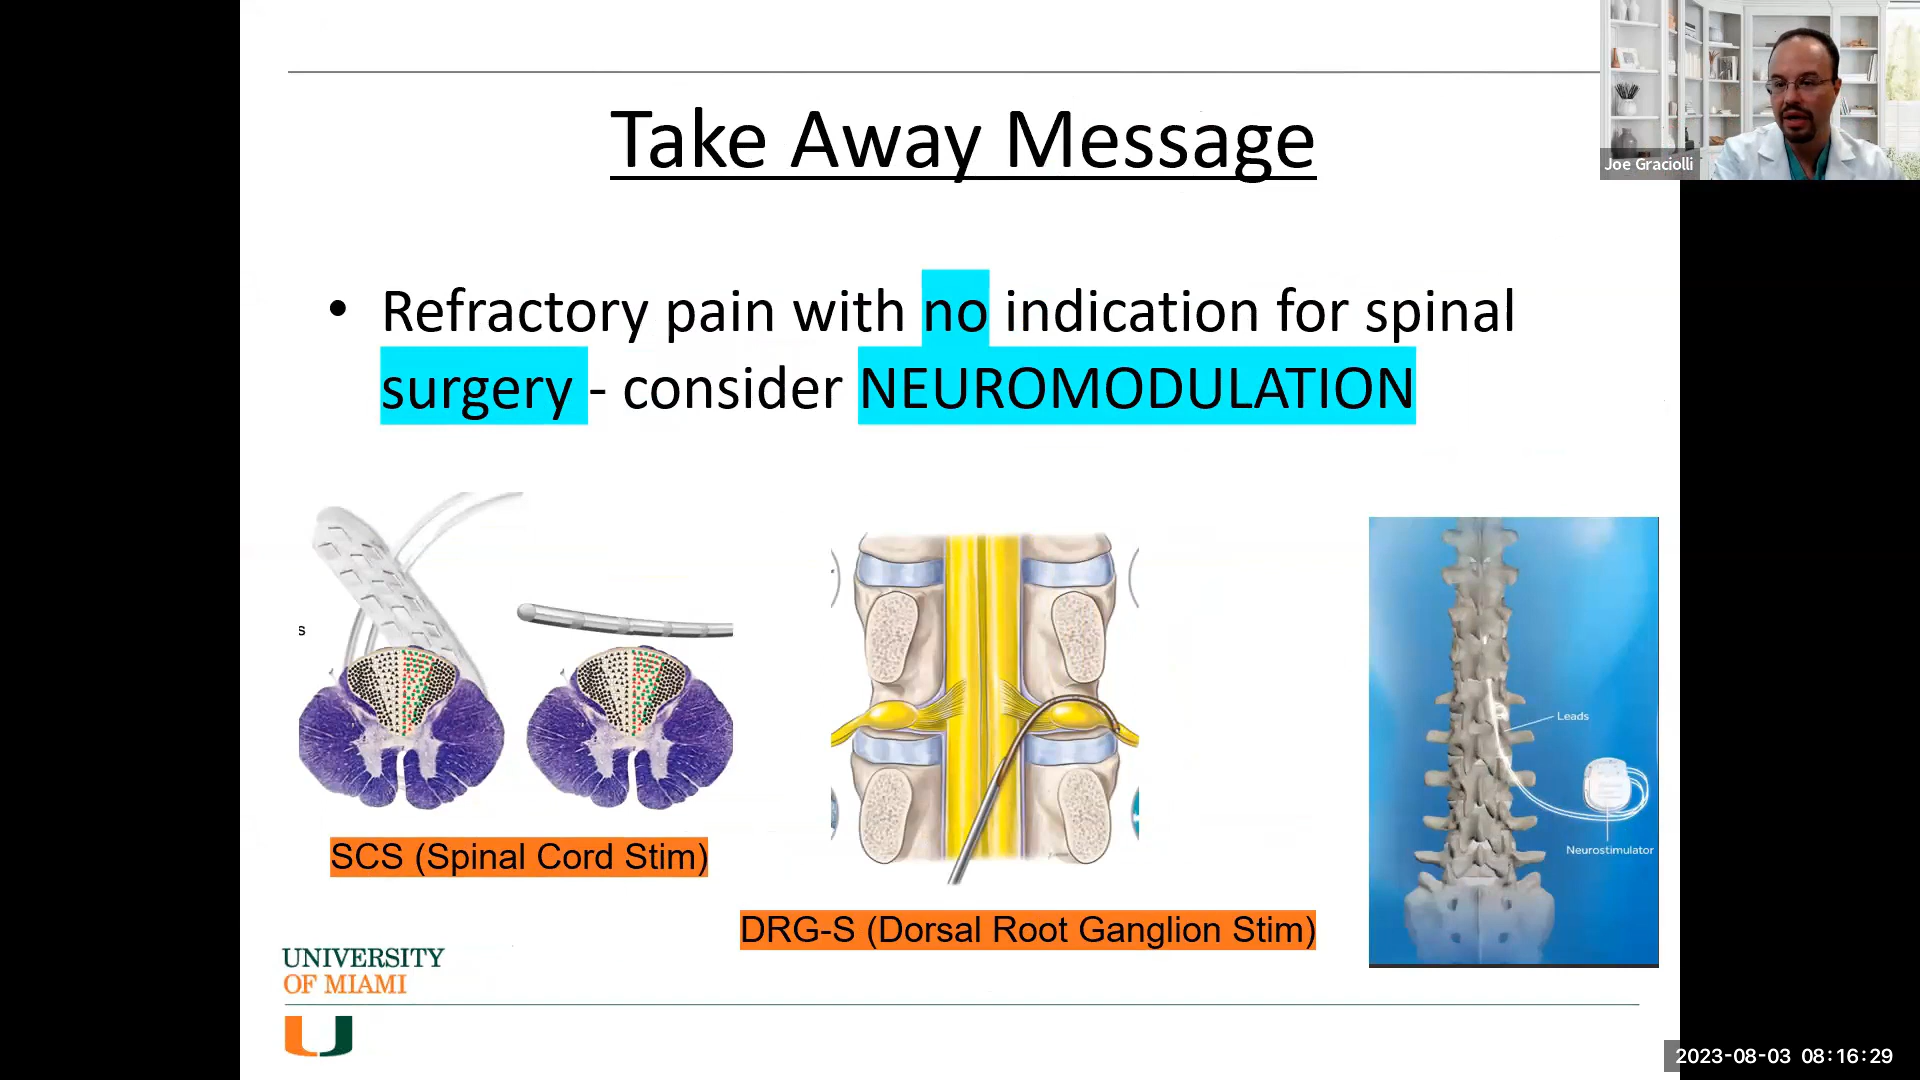 Take Away Message
Joe Graciolli
• Refractory pain with no indication for spinal
surgery - consider NEUROMODULATION
s
Leads
Neurostimulator
SCS (Spinal Cord Stim)
DRG-S (Dorsal Root Ganglion Stim)
UNIVERSITY
OF MIAMI
2023-08-03 08:16:29